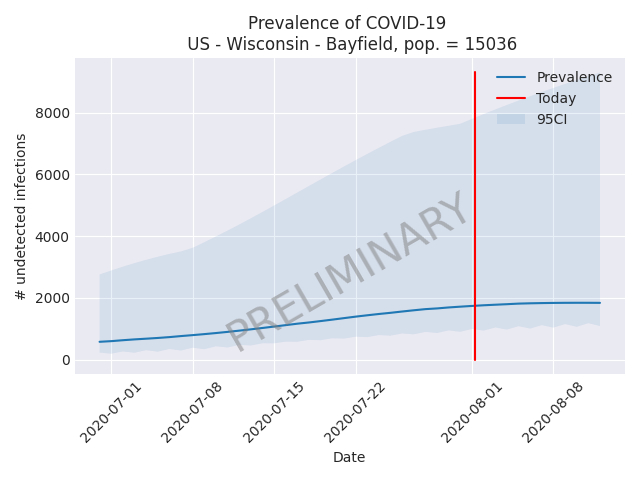 Prevalence of COVID-19
US - Wisconsin - Bayfield, pop. = 15036
Prevalence
Today
95CI
8000
6000
4000
2000
0
# undetected infections
PRELIMINARY
2020-07-01
2020-07-08
2020-07-15
2020-07-22
2020-08-01
2020-08-08
Date